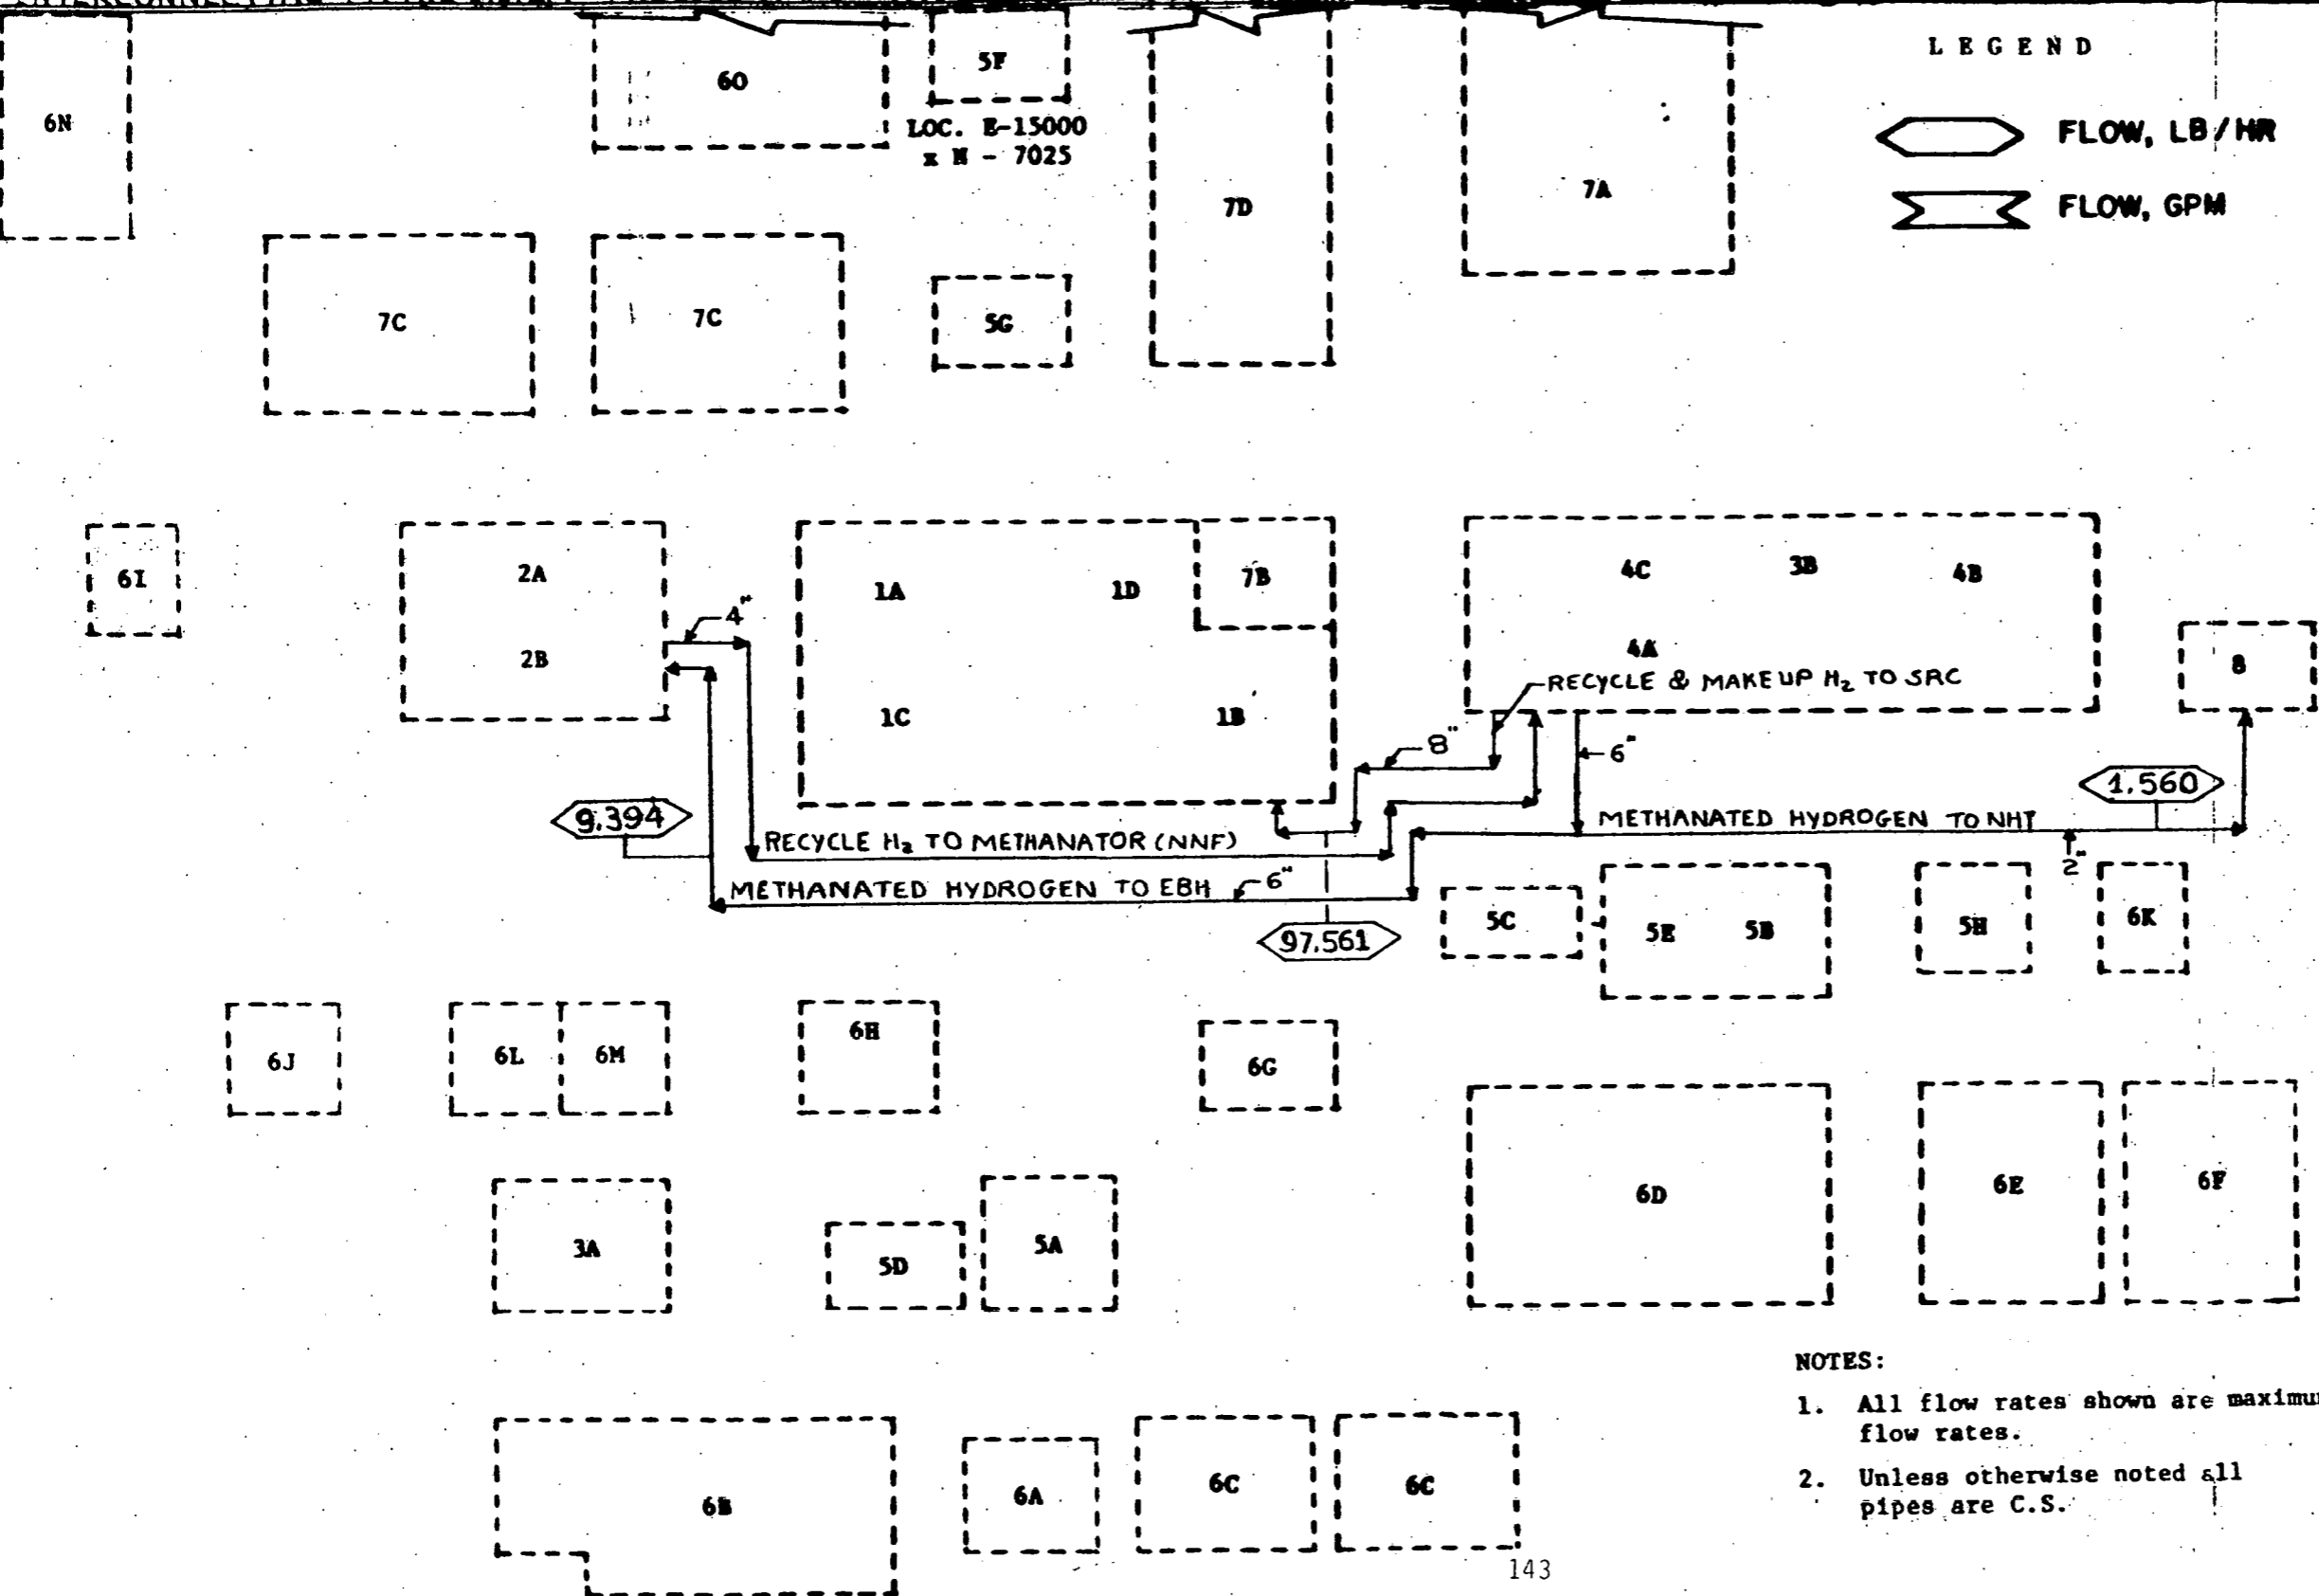 LEGEND
FLOW, LB/HR
FLOW, GPM
6N
6O
5F
LOC. E-15000
x N - 7025
7D
7A
7C
7C
5G
6I
2A
2B
4"
1A
1D
7B
1C
1B
4C
3B
4B
4A
8
RECYCLE & MAKEUP H₂ TO SRC
8"
6"
1.560
9.394
METHANATED HYDROGEN TO NHT
RECYCLE H₂ TO METHANATOR (NNF)
2"
METHANATED HYDROGEN TO EBH
6"
97.561
5C
5E
5B
5H
6K
6J
6L
6M
6H
6G
6D
6E
6F
3A
5D
5A
NOTES:
1. All flow rates shown are maximum
flow rates.
2. Unless otherwise noted all
pipes are C.S.
6B
6A
6C
6C
143